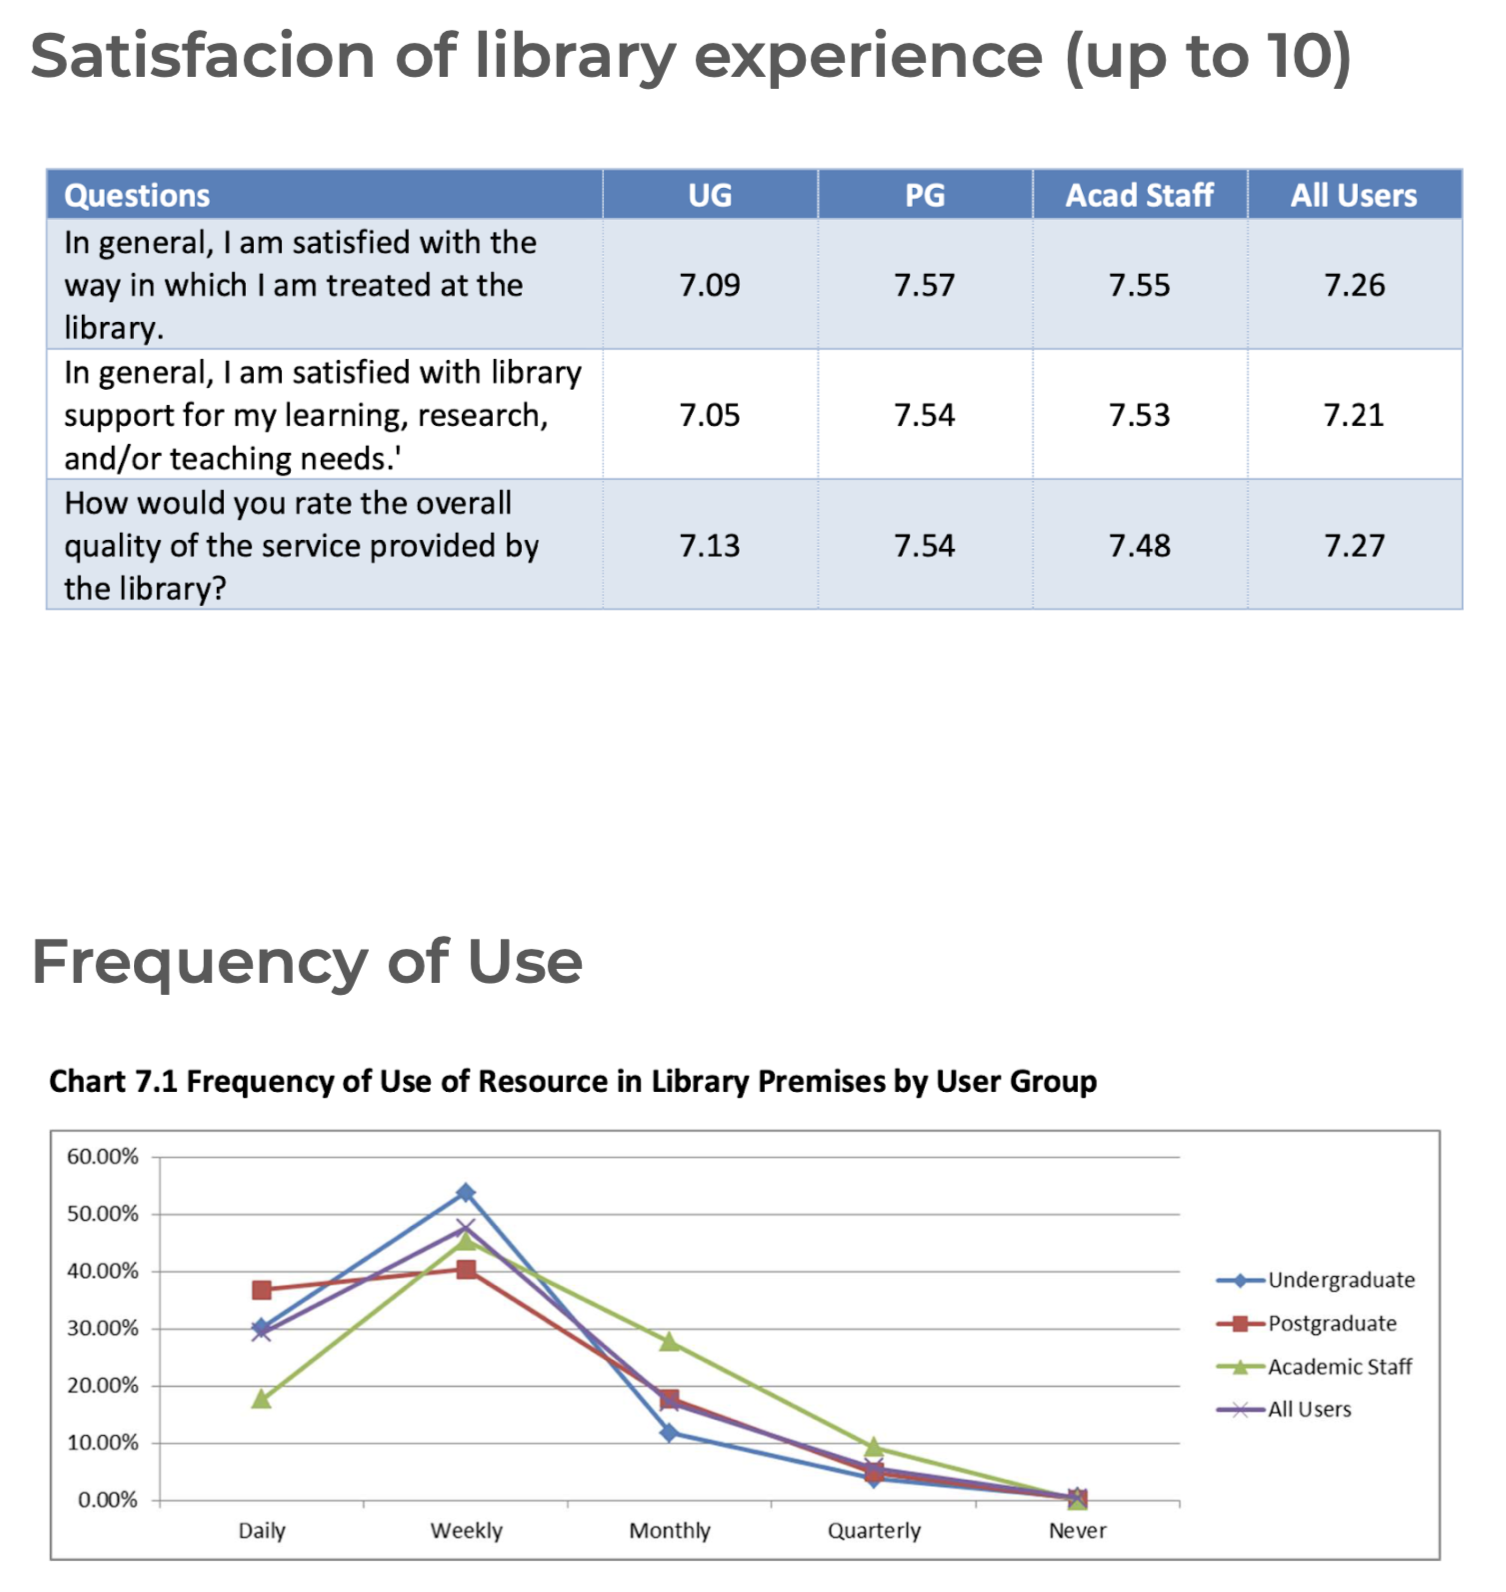 Satisfacion of library experience (up to 10)
Questions UG PG Acad Staff All Users
In general, I am satisfied with the
way in which I am treated at the
library.
7.09 7.57 7.55 7.26
In general, I am satisfied with library
support for my learning, research,
and/or teaching needs.'
7.05 7.54 7.53 7.21
How would you rate the overall
quality of the service provided by
the library?
7.13 7.54 7.48 7.27
Frequency of Use
Chart 7.1 Frequency of Use of Resource in Library Premises by User Group
60.00%
50.00%
40.00%
30.00%
20.00%
10.00%
0.00%
Daily Weekly Monthly Quarterly Never
Undergraduate
Postgraduate
Academic Staff
All Users